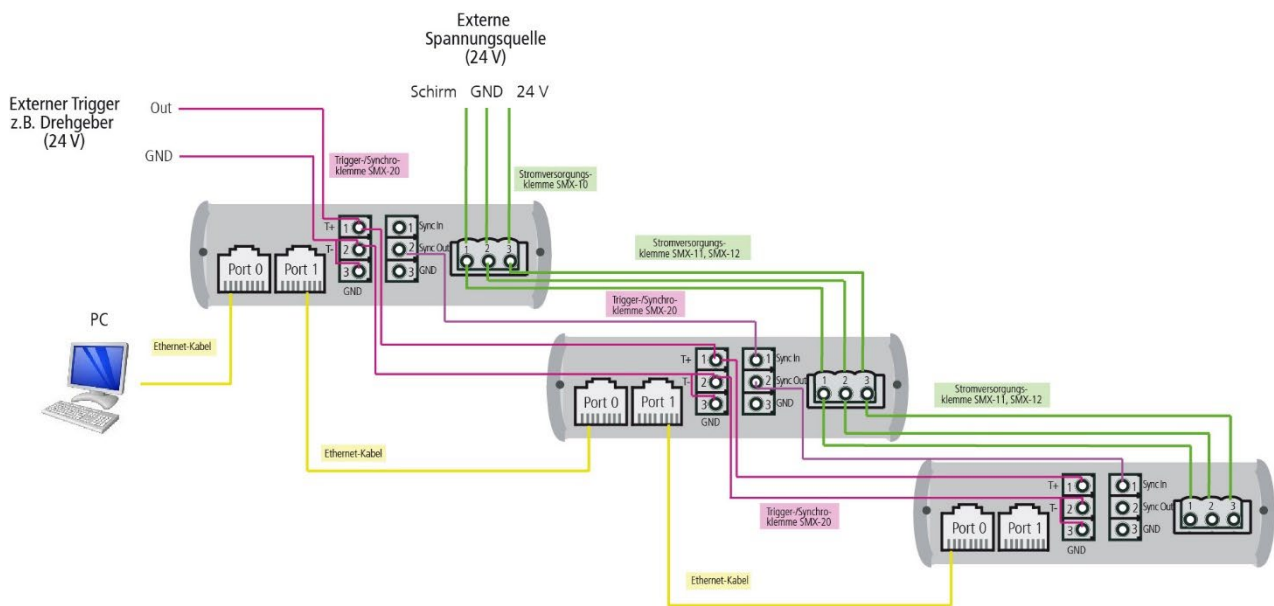 Externe
Spannungsquelle
(24 V)
Schirm GND 24 V
Externer Trigger
z.B. Drehgeber
(24 V)
Out
GND
Trigger-/Synchro-
klemme SMX-20
Stromversorgungs-
klemme SMX-10
T+ 1
T- 2
3
GND
1 Sync In
2 Sync Out
3 GND
1 2 3
Port 0 Port 1
Stromversorgungs-
klemme SMX-11, SMX-12
Trigger-/Synchro-
klemme SMX-20
PC
Ethernet-Kabel
T+ 1
T- 2
3
GND
1 Sync In
2 Sync Out
3 GND
1 2 3
Port 0 Port 1
Stromversorgungs-
klemme SMX-11, SMX-12
Ethernet-Kabel
T+ 1
T- 2
3
GND
1 Sync In
2 Sync Out
3 GND
1 2 3
Port 0 Port 1
Trigger-/Synchro-
klemme SMX-20
Ethernet-Kabel